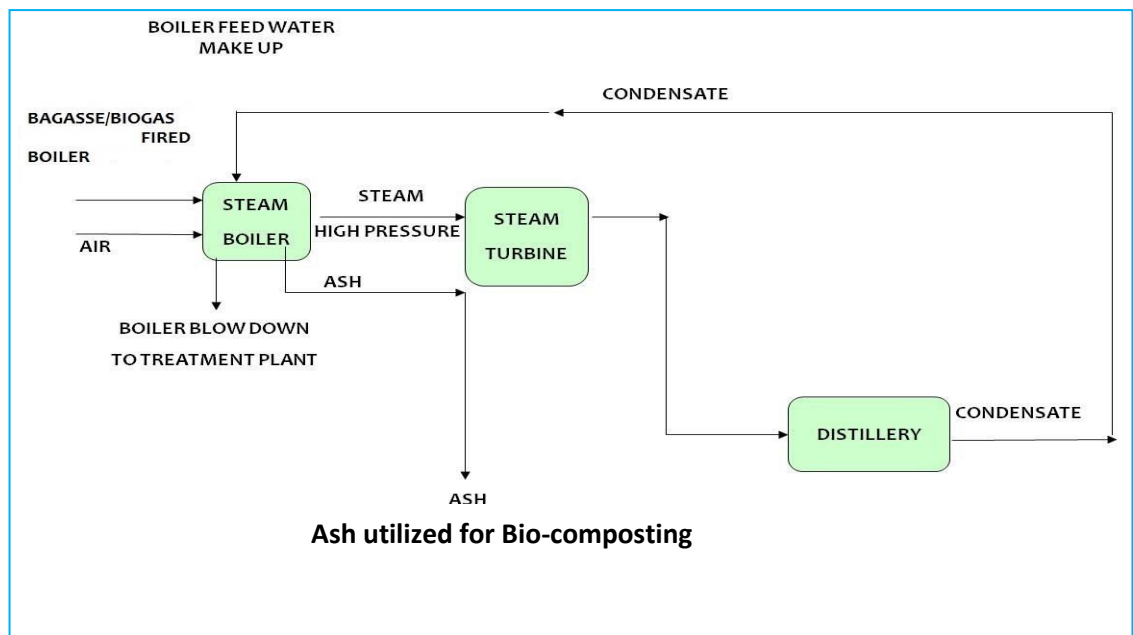 BOILER FEED WATER
MAKE UP
CONDENSATE
BAGASSE/BIOGAS
FIRED
BOILER
STEAM
BOILER
AIR
STEAM
HIGH PRESSURE
STEAM
TURBINE
ASH
BOILER BLOW DOWN
TO TREATMENT PLANT
DISTILLERY
CONDENSATE
ASH
Ash utilized for Bio-composting